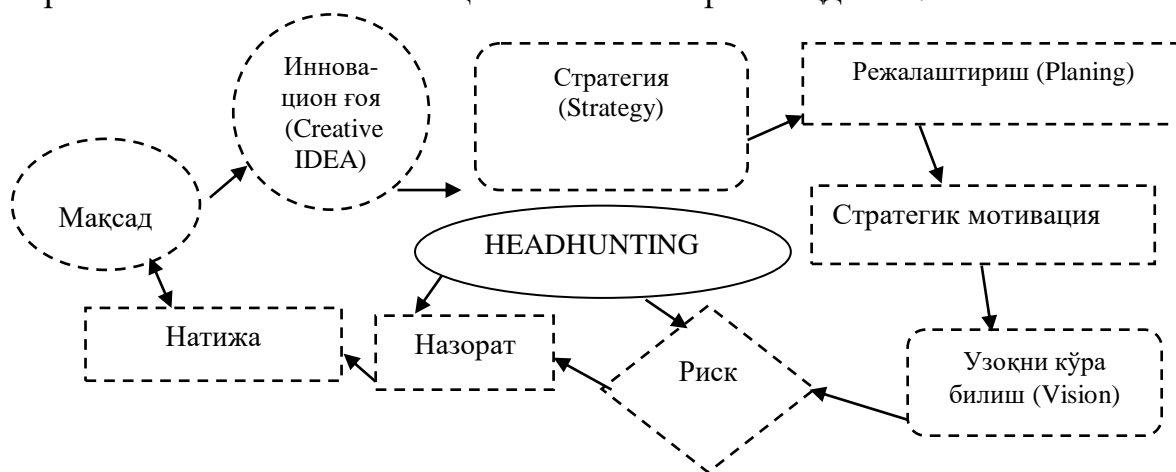 Инновa-
цион ғоя
(Creative
IDEA)
Стратегия
(Strategy)
Режалаштириш (Planing)
Мақсад
Стратегик мотивация
HEADHUNTING
Натижа
Назорат
Риск
Узоқни кўра
билиш (Vision)